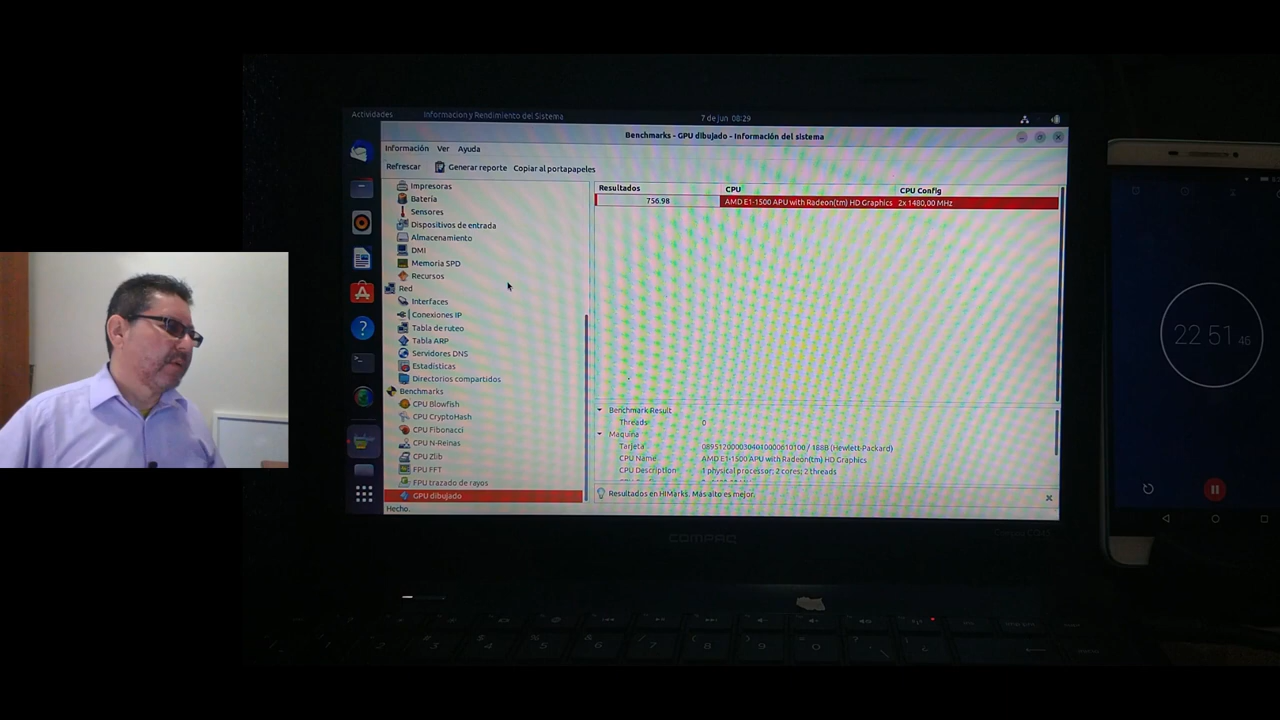 Actividades
Información y Rendimiento del Sistema
7 de jun 08:29
Benchmarks - GPU dibujado - Información del sistema
Información Ver Ayuda
Refrescar Generar reporte Copiar al portapapeles
Impresoras
Batería
Sensores
Dispositivos de entrada
Almacenamiento
DMI
Memoria SPD
Recursos
Red
Interfaces
Conexiones IP
Tabla de ruteo
Tabla ARP
Servidores DNS
Estadísticas
Directorios compartidos
Benchmarks
CPU Blowfish
CPU CryptoHash
CPU Fibonacci
CPU N-Reinas
CPU Zlib
FPU FFT
FPU trazado de rayos
GPU dibujado
Hecho.
Resultados CPU CPU Config
756.98 AMD E1-1500 APU with Radeon(tm) HD Graphics 2x 1480,00 MHz
Benchmark Result
Threads 0
Maquina
Tarjeta 0895120000304010000610100 / 188B (Hewlett-Packard)
CPU Name AMD E1-1500 APU with Radeon(tm) HD Graphics
CPU Description 1 physical processor; 2 cores; 2 threads
Resultados en HIMarks. Más alto es mejor.
COMPAQ
22 51 46